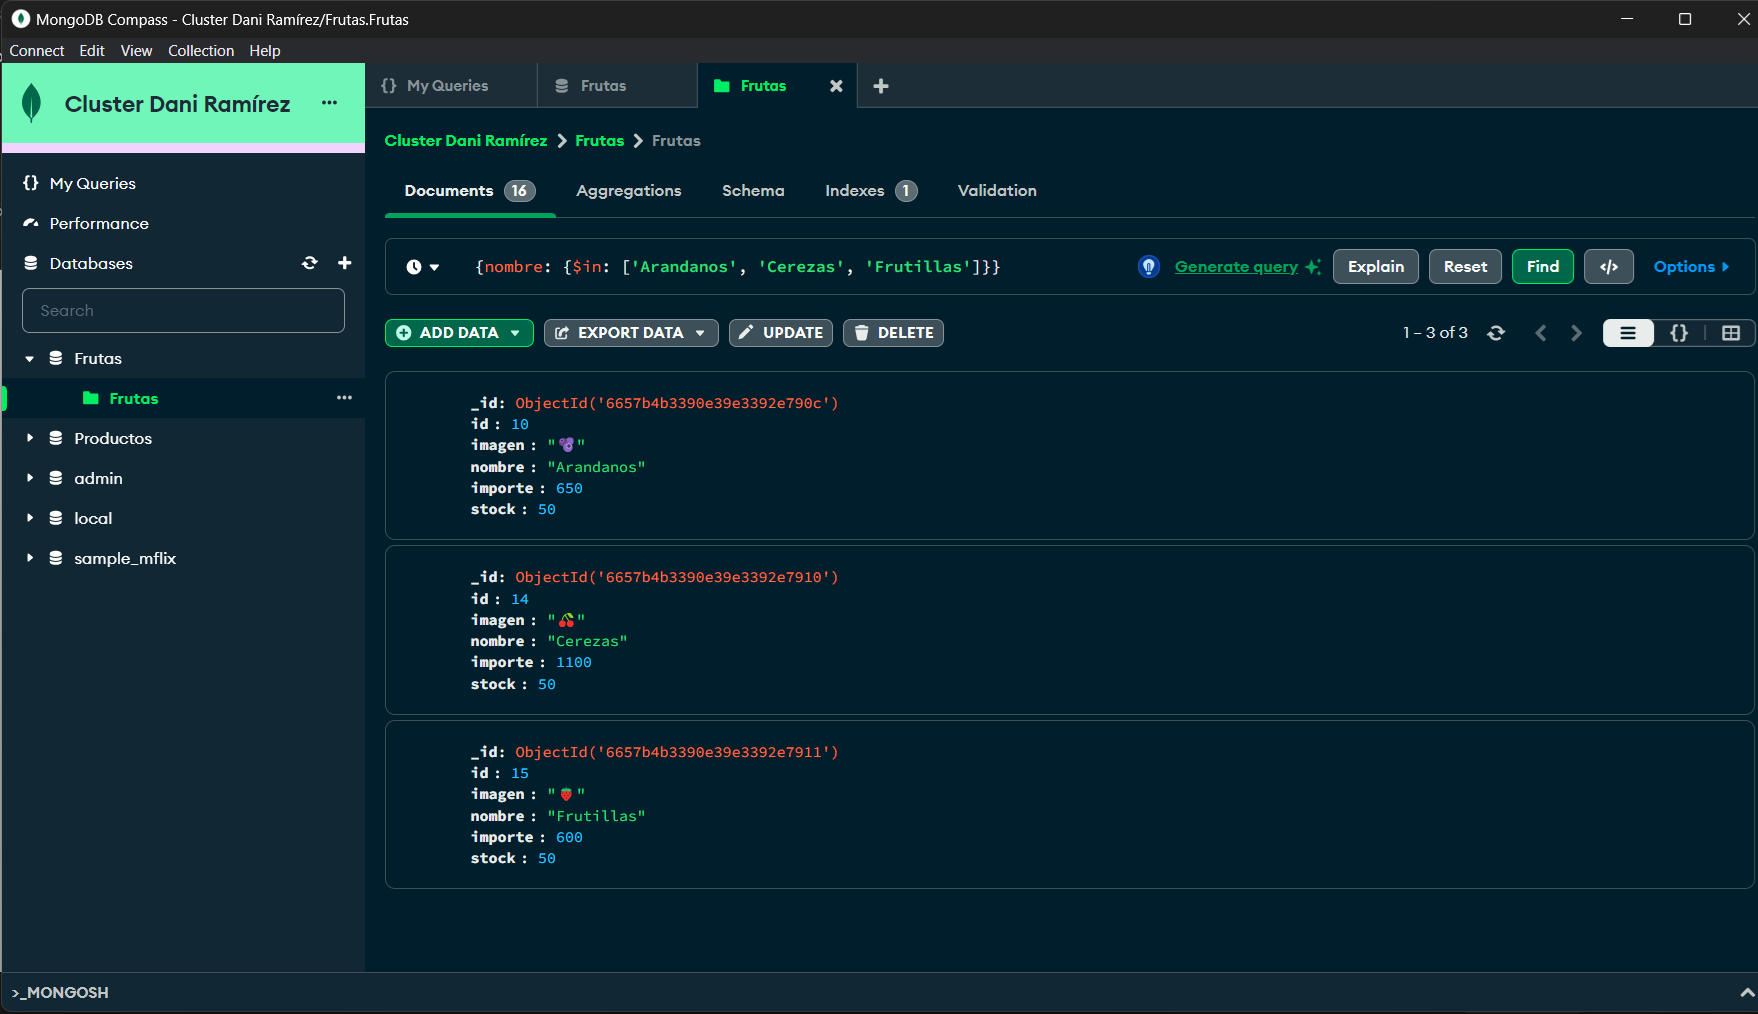 MongoDB Compass - Cluster Dani Ramírez/Frutas.Frutas
Connect Edit View Collection Help
Cluster Dani Ramírez
My Queries
Performance
Databases
Search
Frutas
Frutas
Productos
admin
local
sample_mflix
{} My Queries
Frutas
Frutas
Cluster Dani Ramírez > Frutas > Frutas
Documents 16
Aggregations
Schema
Indexes 1
Validation
{nombre: {$in: ['Arandanos', 'Cerezas', 'Frutillas']}}
Generate query
Explain
Reset
Find
</>
Options
ADD DATA
EXPORT DATA
UPDATE
DELETE
1 – 3 of 3
{}
_id: ObjectId('6657b4b3390e39e3392e790c')
id : 10
imagen : "🫐"
nombre : "Arandanos"
importe : 650
stock : 50
_id: ObjectId('6657b4b3390e39e3392e7910')
id : 14
imagen : "🍒"
nombre : "Cerezas"
importe : 1100
stock : 50
_id: ObjectId('6657b4b3390e39e3392e7911')
id : 15
imagen : "🍓"
nombre : "Frutillas"
importe : 600
stock : 50
>_MONGOSH